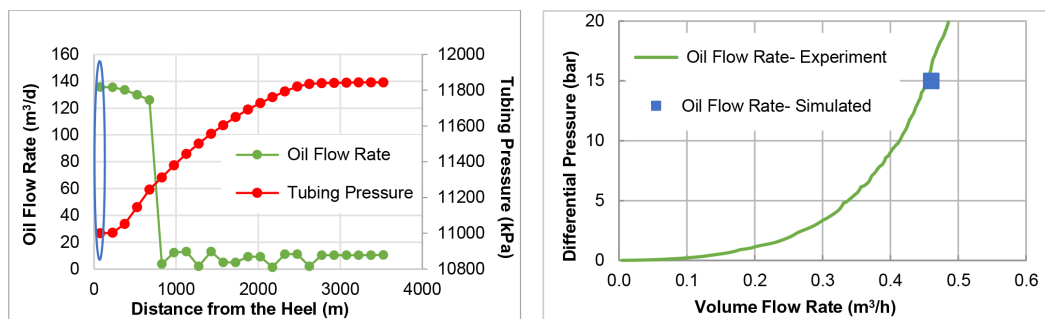 160
140
120
100
80
60
40
20
0
Oil Flow Rate (m³/d)
12000
11800
11600
11400
11200
11000
10800
Tubing Pressure (kPa)
Oil Flow Rate
Tubing Pressure
0 1000 2000 3000 4000
Distance from the Heel (m)
20
15
10
5
0
Differential Pressure (bar)
Oil Flow Rate- Experiment
Oil Flow Rate- Simulated
0.0 0.1 0.2 0.3 0.4 0.5 0.6
Volume Flow Rate (m³/h)